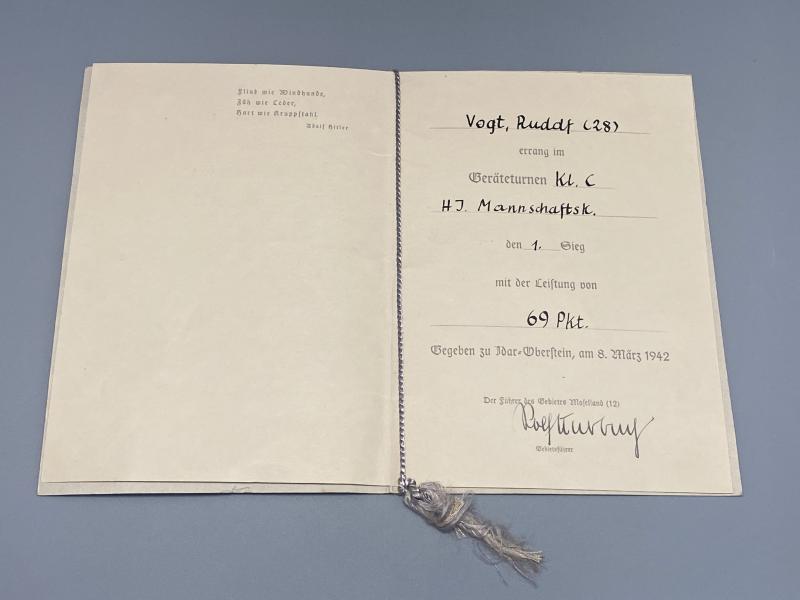 Flink wie Windhunde,
Zäh wie Leder,
Hart wie Kruppstahl.
Adolf Hitler
Vogt, Rudolf (28)
errang im
Geräteturnen Kl. C
HJ. Mannschaftsk.
den 1. Sieg
mit der Leistung von
69 Pkt.
Gegeben zu Idar-Oberstein, am 8. März 1942
Der Führer des Gebietes Moselland (12)
Gebietsführer